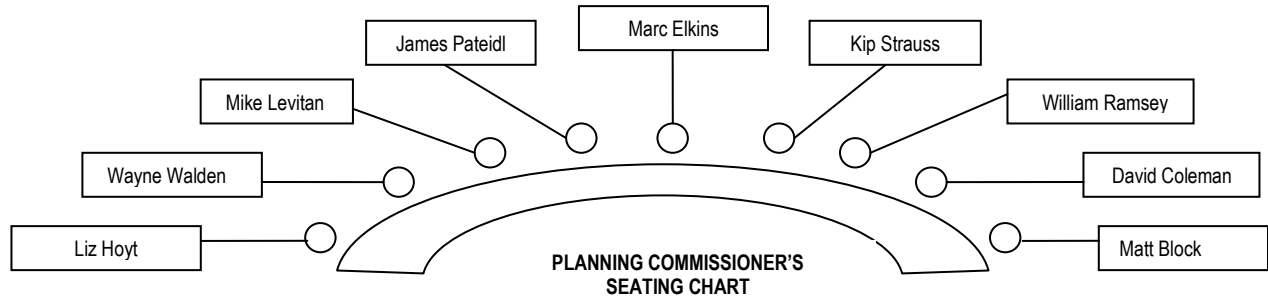 Marc Elkins
James Pateidl
Kip Strauss
Mike Levitan
William Ramsey
Wayne Walden
David Coleman
Liz Hoyt
Matt Block
PLANNING COMMISSIONER'S
SEATING CHART